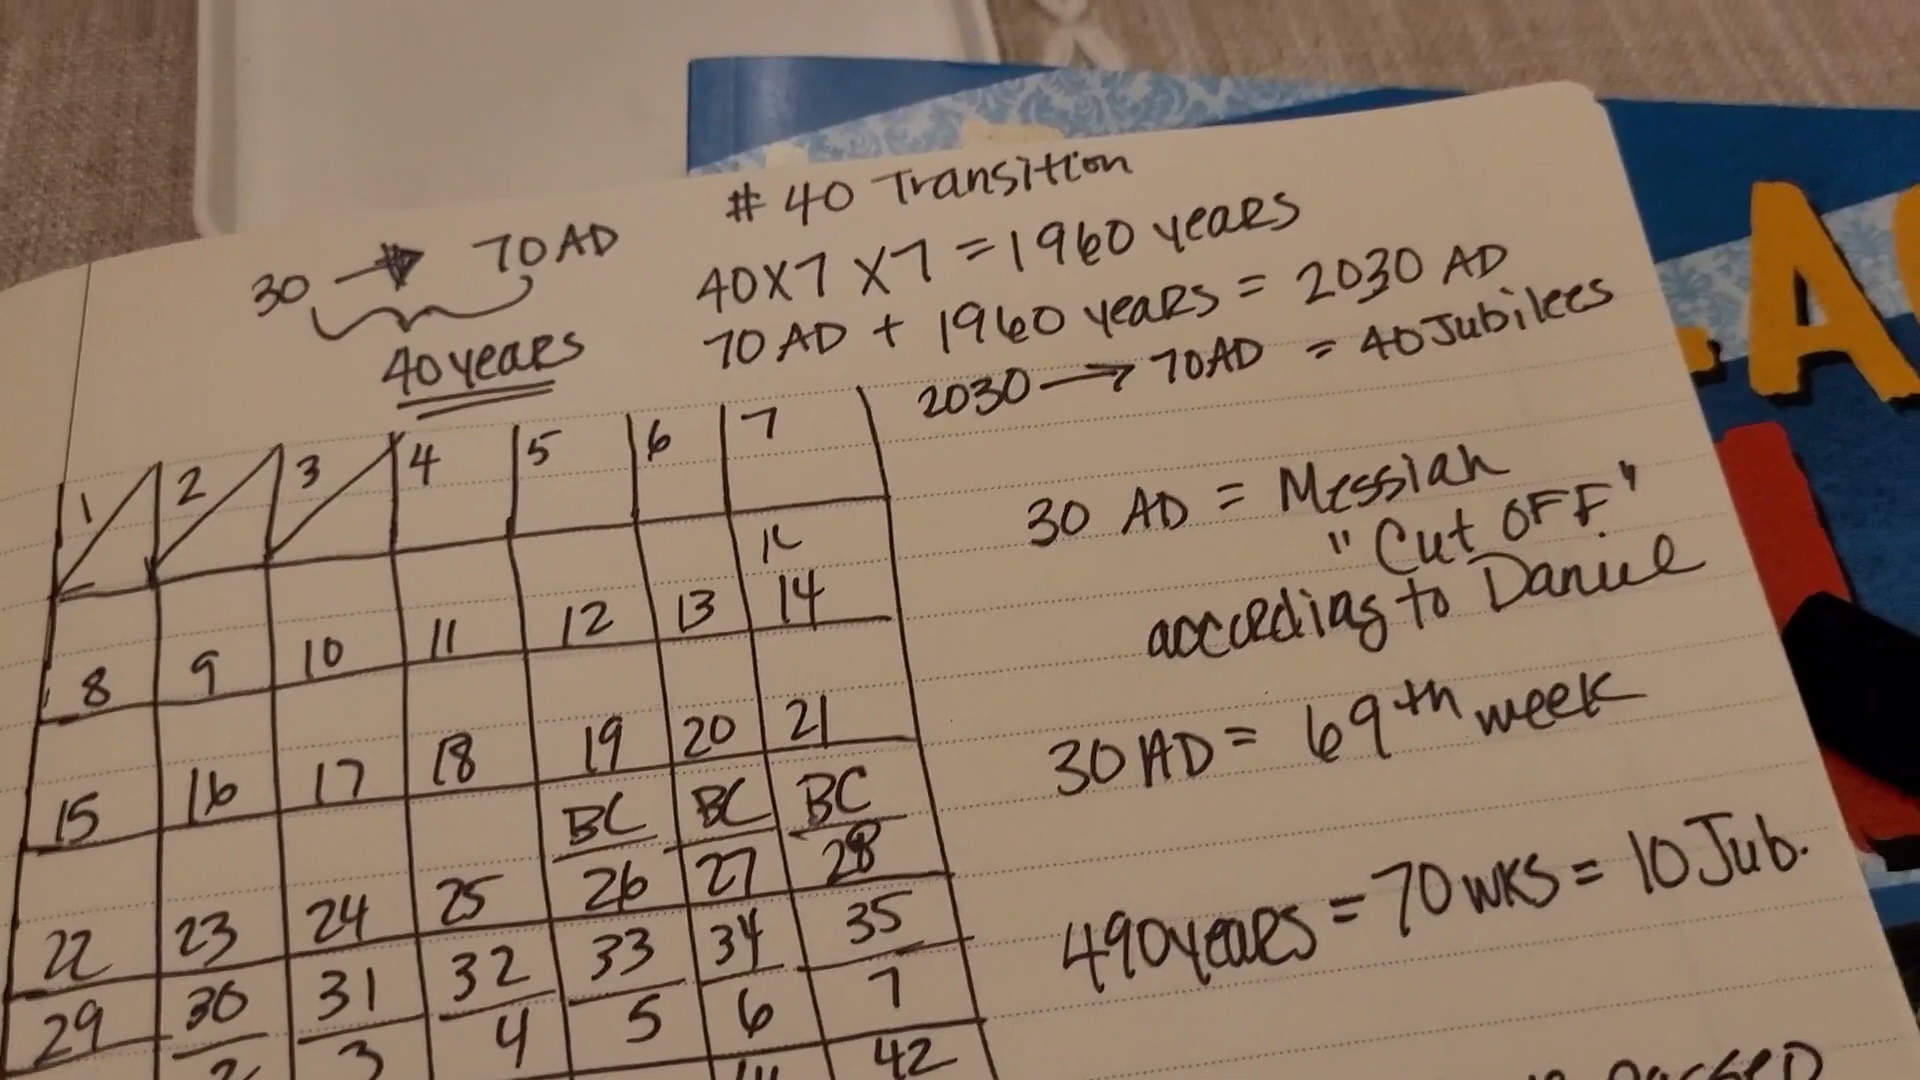 # 40 Transition
30 → 70 AD
40 years
40 X 7 X 7 = 1960 years
70 AD + 1960 years = 2030 AD
2030 → 70 AD = 40 Jubilees
1 2 3 4 5 6 7
8 9 10 11 12 13 14
15 16 17 18 19 20 21
BC BC BC
22 23 24 25 26 27 28
29 30 31 32 33 34 35
3 4 5 6 7
42
30 AD = Messiah
"Cut OFF"
according to Daniel
30 AD = 69th week
490 years = 70 wks = 10 Jub.